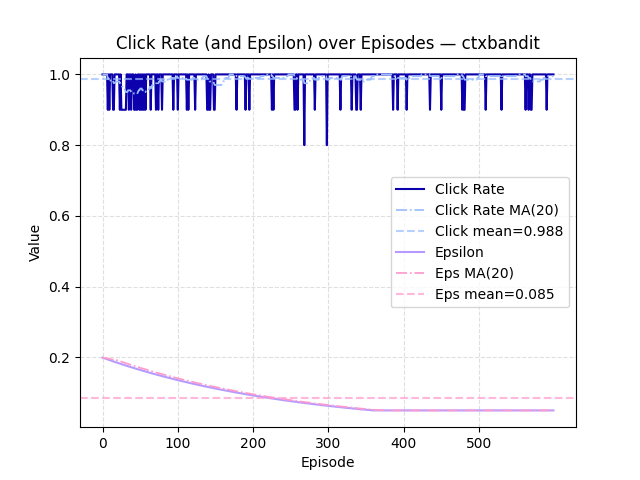 Click Rate (and Epsilon) over Episodes — ctxbandit
1.0
0.8
0.6
0.4
0.2
Value
Click Rate
Click Rate MA(20)
Click mean=0.988
Epsilon
Eps MA(20)
Eps mean=0.085
0 100 200 300 400 500
Episode